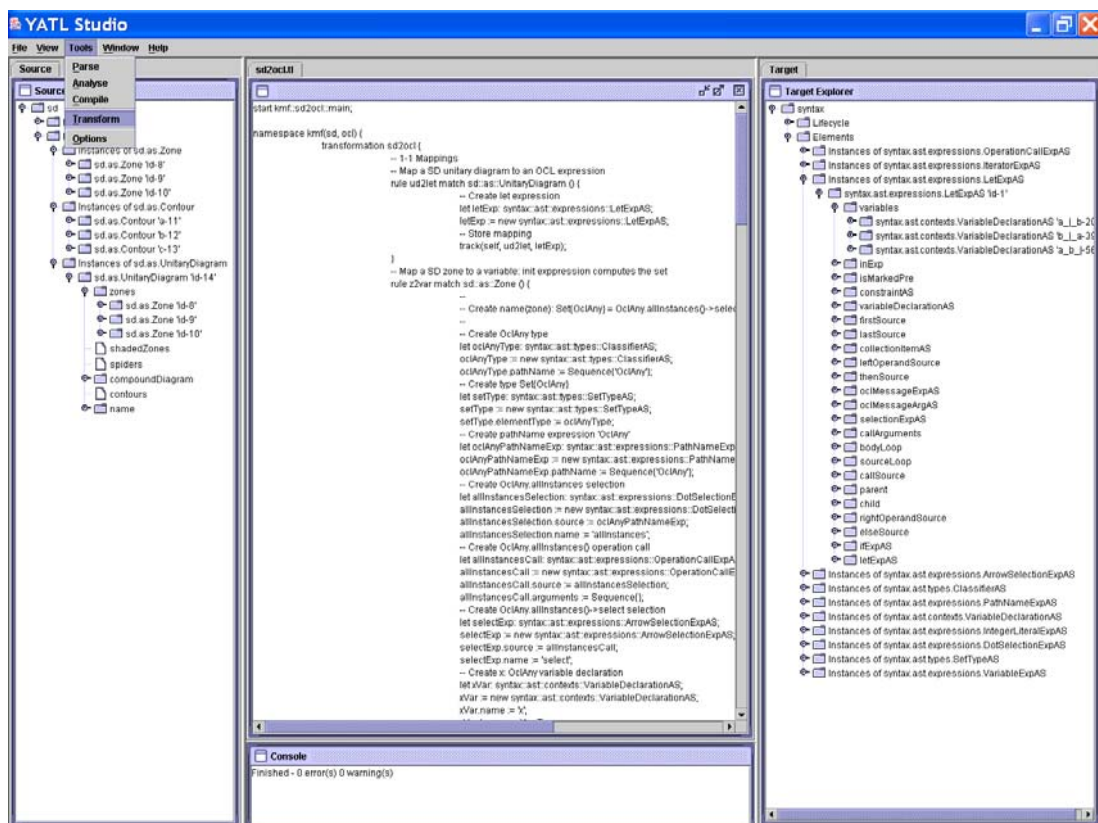 YATL Studio
File View Tools Window Help
Parse
Analyse
Compile
Transform
Options
Source
Source
sd
Instances of sd.as.Zone
sd.as.Zone 'id-8'
sd.as.Zone 'id-9'
sd.as.Zone 'id-10'
Instances of sd.as.Contour
sd.as.Contour 'a-11'
sd.as.Contour 'b-12'
sd.as.Contour 'c-13'
Instances of sd.as.UnitaryDiagram
sd.as.UnitaryDiagram 'id-14'
zones
sd.as.Zone 'id-8'
sd.as.Zone 'id-9'
sd.as.Zone 'id-10'
shadedZones
spiders
compoundDiagram
contours
name
sd2ocl.tl
start kmf::sd2ocl::main;
namespace kmf(sd, ocl) {
transformation sd2ocl {
-- 1-1 Mappings
-- Map a SD unitary diagram to an OCL expression
rule ud2let match sd::as::UnitaryDiagram () {
-- Create let expression
let letExp: syntax::ast::expressions::LetExpAS;
letExp := new syntax::ast::expressions::LetExpAS;
-- Store mapping
track(self, ud2let, letExp);
}
-- Map a SD zone to a variable: init exppression computes the set
rule z2var match sd::as::Zone () {
--
-- Create name(zone): Set(OclAny) = OclAny.allInstances()->selec
--
-- Create OclAny type
let oclAnyType: syntax::ast::types::ClassifierAS;
oclAnyType := new syntax::ast::types::ClassifierAS;
oclAnyType.pathName := Sequence{'OclAny'};
-- Create type Set(OclAny)
let setType: syntax::ast::types::SetTypeAS;
setType := new syntax::ast::types::SetTypeAS;
setType.elementType := oclAnyType;
-- Create pathName expression 'OclAny'
let oclAnyPathNameExp: syntax::ast::expressions::PathNameExp
oclAnyPathNameExp := new syntax::ast::expressions::PathName
oclAnyPathNameExp.pathName := Sequence{'OclAny'};
-- Create OclAny.allInstances selection
let allInstancesSelection: syntax::ast::expressions::DotSelectionE
allInstancesSelection := new syntax::ast::expressions::DotSelecti
allInstancesSelection.source := oclAnyPathNameExp;
allInstancesSelection.name := 'allInstances';
-- Create OclAny.allInstances() operation call
let allInstancesCall: syntax::ast::expressions::OperationCallExpA
allInstancesCall := new syntax::ast::expressions::OperationCallE
allInstancesCall.source := allInstancesSelection;
allInstancesCall.arguments := Sequence{};
-- Create OclAny.allInstances()->select selection
let selectExp: syntax::ast::expressions::ArrowSelectionExpAS;
selectExp := new syntax::ast::expressions::ArrowSelectionExpAS;
selectExp.source := allInstancesCall;
selectExp.name := 'select';
-- Create x: OclAny variable declaration
let xVar: syntax::ast::contexts::VariableDeclarationAS;
xVar := new syntax::ast::contexts::VariableDeclarationAS;
xVar.name := 'x';
Console
Finished - 0 error(s) 0 warning(s)
Target
Target Explorer
syntax
Lifecycle
Elements
Instances of syntax.ast.expressions.OperationCallExpAS
Instances of syntax.ast.expressions.IteratorExpAS
Instances of syntax.ast.expressions.LetExpAS
syntax.ast.expressions.LetExpAS 'id-1'
variables
syntax.ast.contexts.VariableDeclarationAS 'a_|_b-20
syntax.ast.contexts.VariableDeclarationAS 'b_|_a-39
syntax.ast.contexts.VariableDeclarationAS 'a_b_|-56
inExp
isMarkedPre
constraintAS
variableDeclarationAS
firstSource
lastSource
collectionItemAS
leftOperandSource
thenSource
oclMessageExpAS
oclMessageArgAS
selectionExpAS
callArguments
bodyLoop
sourceLoop
callSource
parent
child
rightOperandSource
elseSource
ifExpAS
letExpAS
Instances of syntax.ast.expressions.ArrowSelectionExpAS
Instances of syntax.ast.types.ClassifierAS
Instances of syntax.ast.expressions.PathNameExpAS
Instances of syntax.ast.contexts.VariableDeclarationAS
Instances of syntax.ast.expressions.IntegerLiteralExpAS
Instances of syntax.ast.expressions.DotSelectionExpAS
Instances of syntax.ast.types.SetTypeAS
Instances of syntax.ast.expressions.VariableExpAS